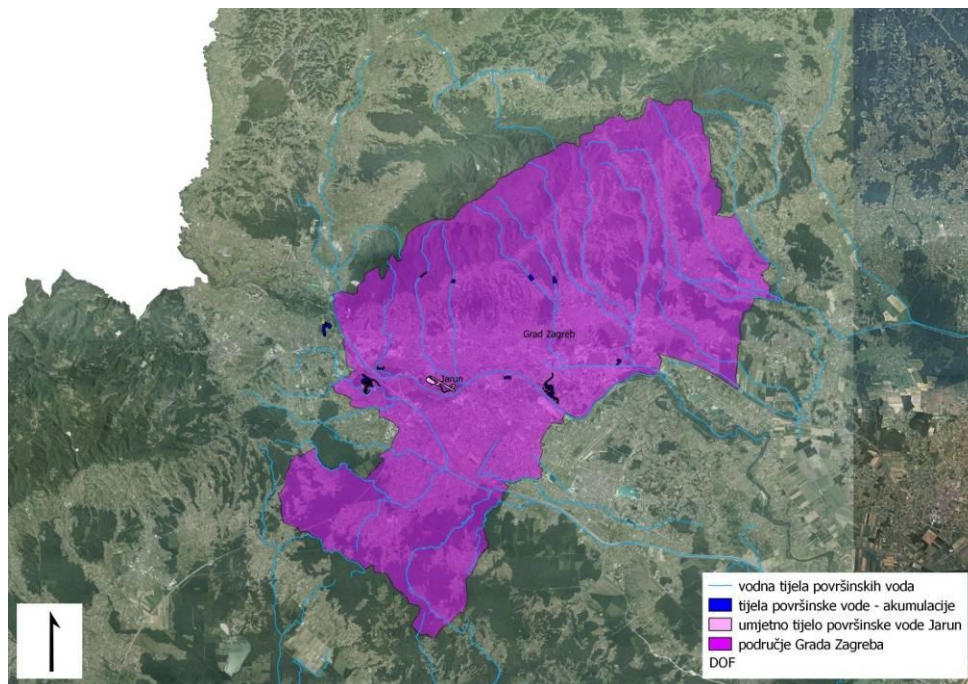 Grad Zagreb
Jarun
vodna tijela površinskih voda
tijela površinske vode - akumulacije
umjetno tijelo površinske vode Jarun
područje Grada Zagreba
DOF